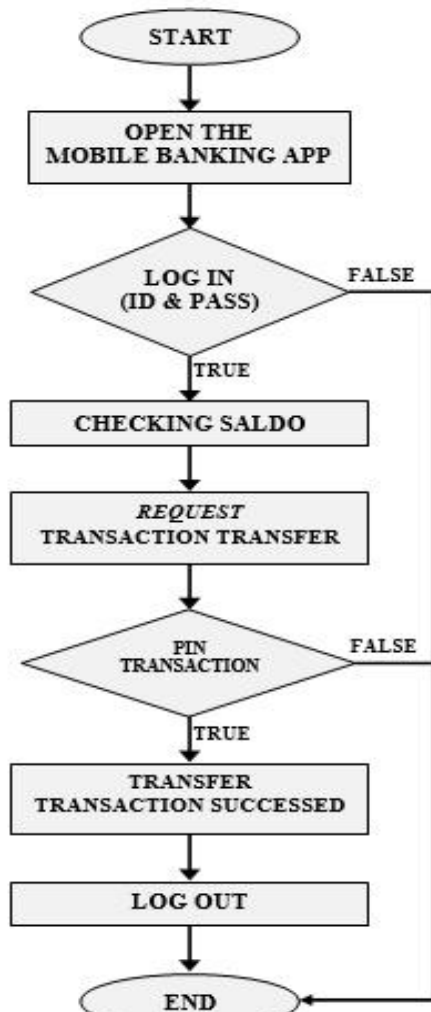 START
OPEN THE
MOBILE BANKING APP
LOG IN
(ID & PASS)
FALSE
TRUE
CHECKING SALDO
REQUEST
TRANSACTION TRANSFER
PIN
TRANSACTION
FALSE
TRUE
TRANSFER
TRANSACTION SUCCESSED
LOG OUT
END